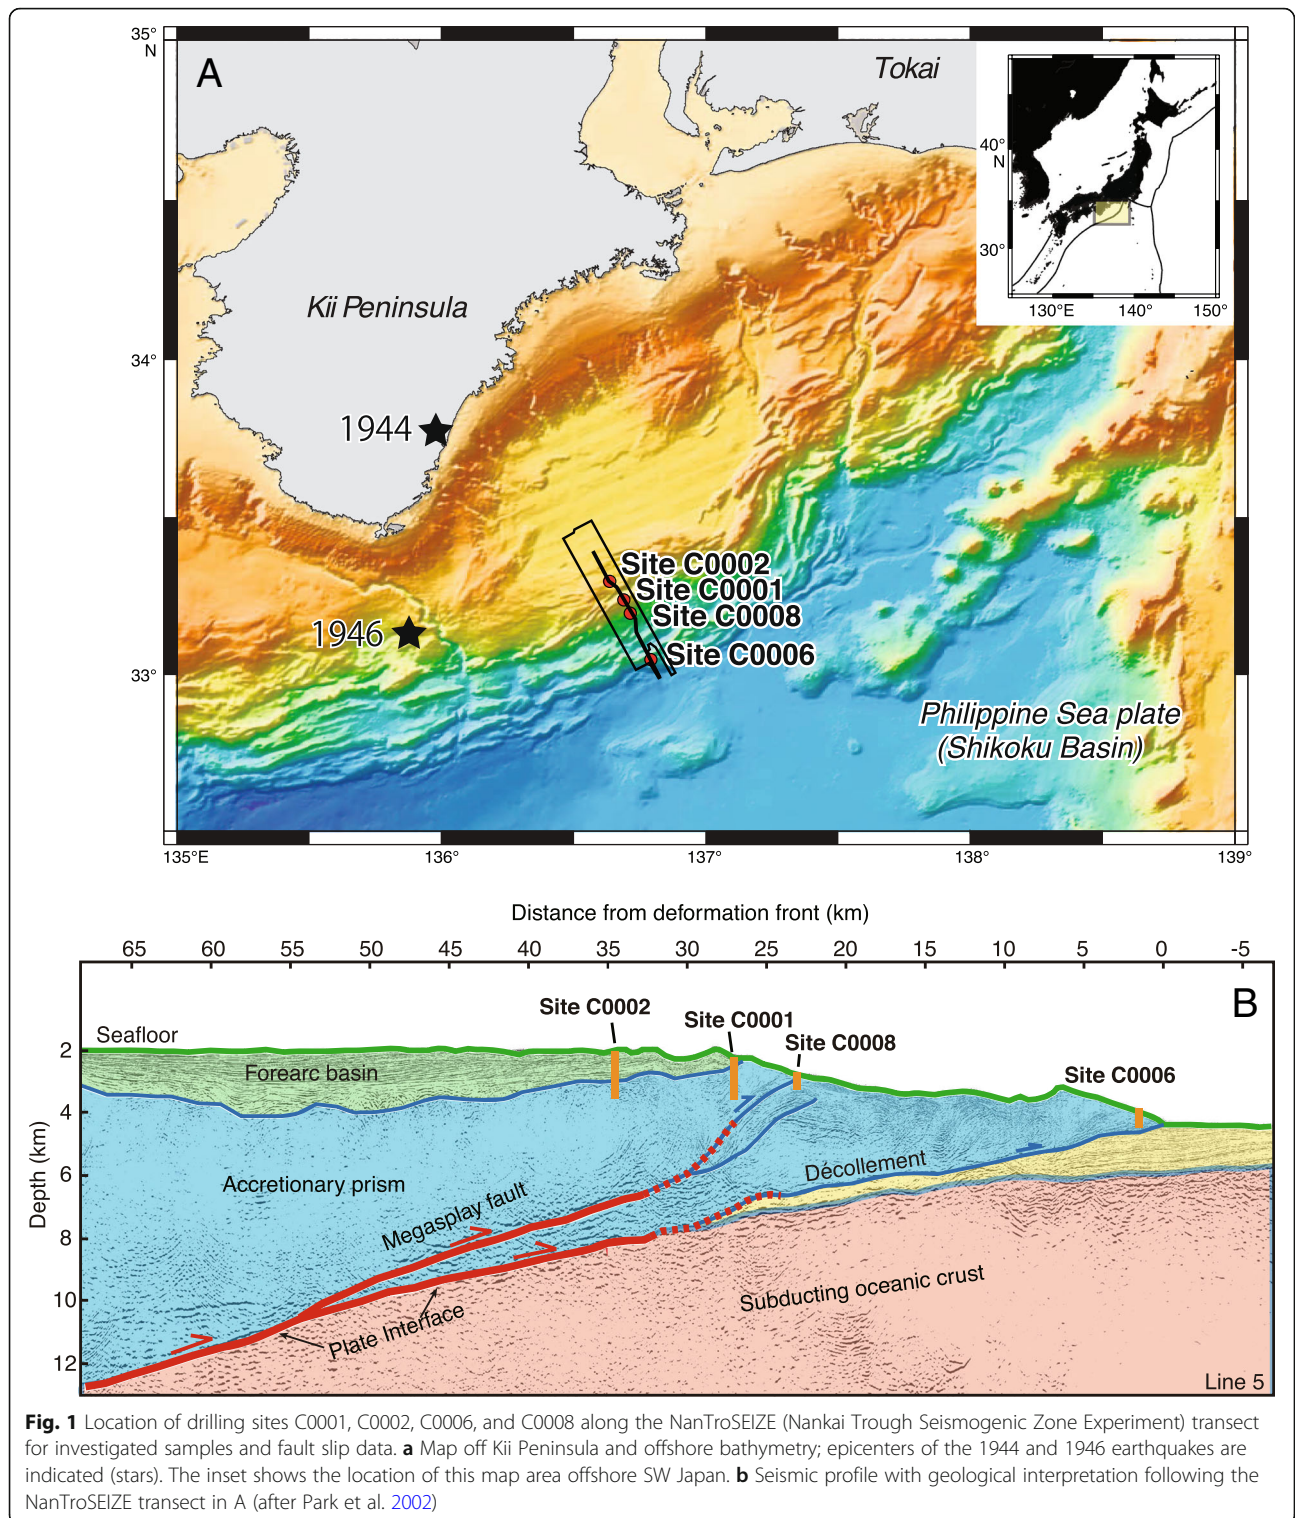 35°
N
A
Tokai
40°
N
30°
130°E 140° 150°
Kii Peninsula
34°
1944
Site C0002
Site C0001
Site C0008
1946
Site C0006
33°
Philippine Sea plate
(Shikoku Basin)
135°E 136° 137° 138° 139°
Distance from deformation front (km)
65 60 55 50 45 40 35 30 25 20 15 10 5 0 -5
B
Site C0002
Site C0001
Site C0008
Seafloor
2
Forearc basin
Site C0006
4
Depth (km)
6
Accretionary prism
Décollement
Megasplay fault
8
Subducting oceanic crust
10
Plate Interface
12
Line 5
Fig. 1 Location of drilling sites C0001, C0002, C0006, and C0008 along the NanTroSEIZE (Nankai Trough Seismogenic Zone Experiment) transect
for investigated samples and fault slip data. a Map off Kii Peninsula and offshore bathymetry; epicenters of the 1944 and 1946 earthquakes are
indicated (stars). The inset shows the location of this map area offshore SW Japan. b Seismic profile with geological interpretation following the
NanTroSEIZE transect in A (after Park et al. 2002)